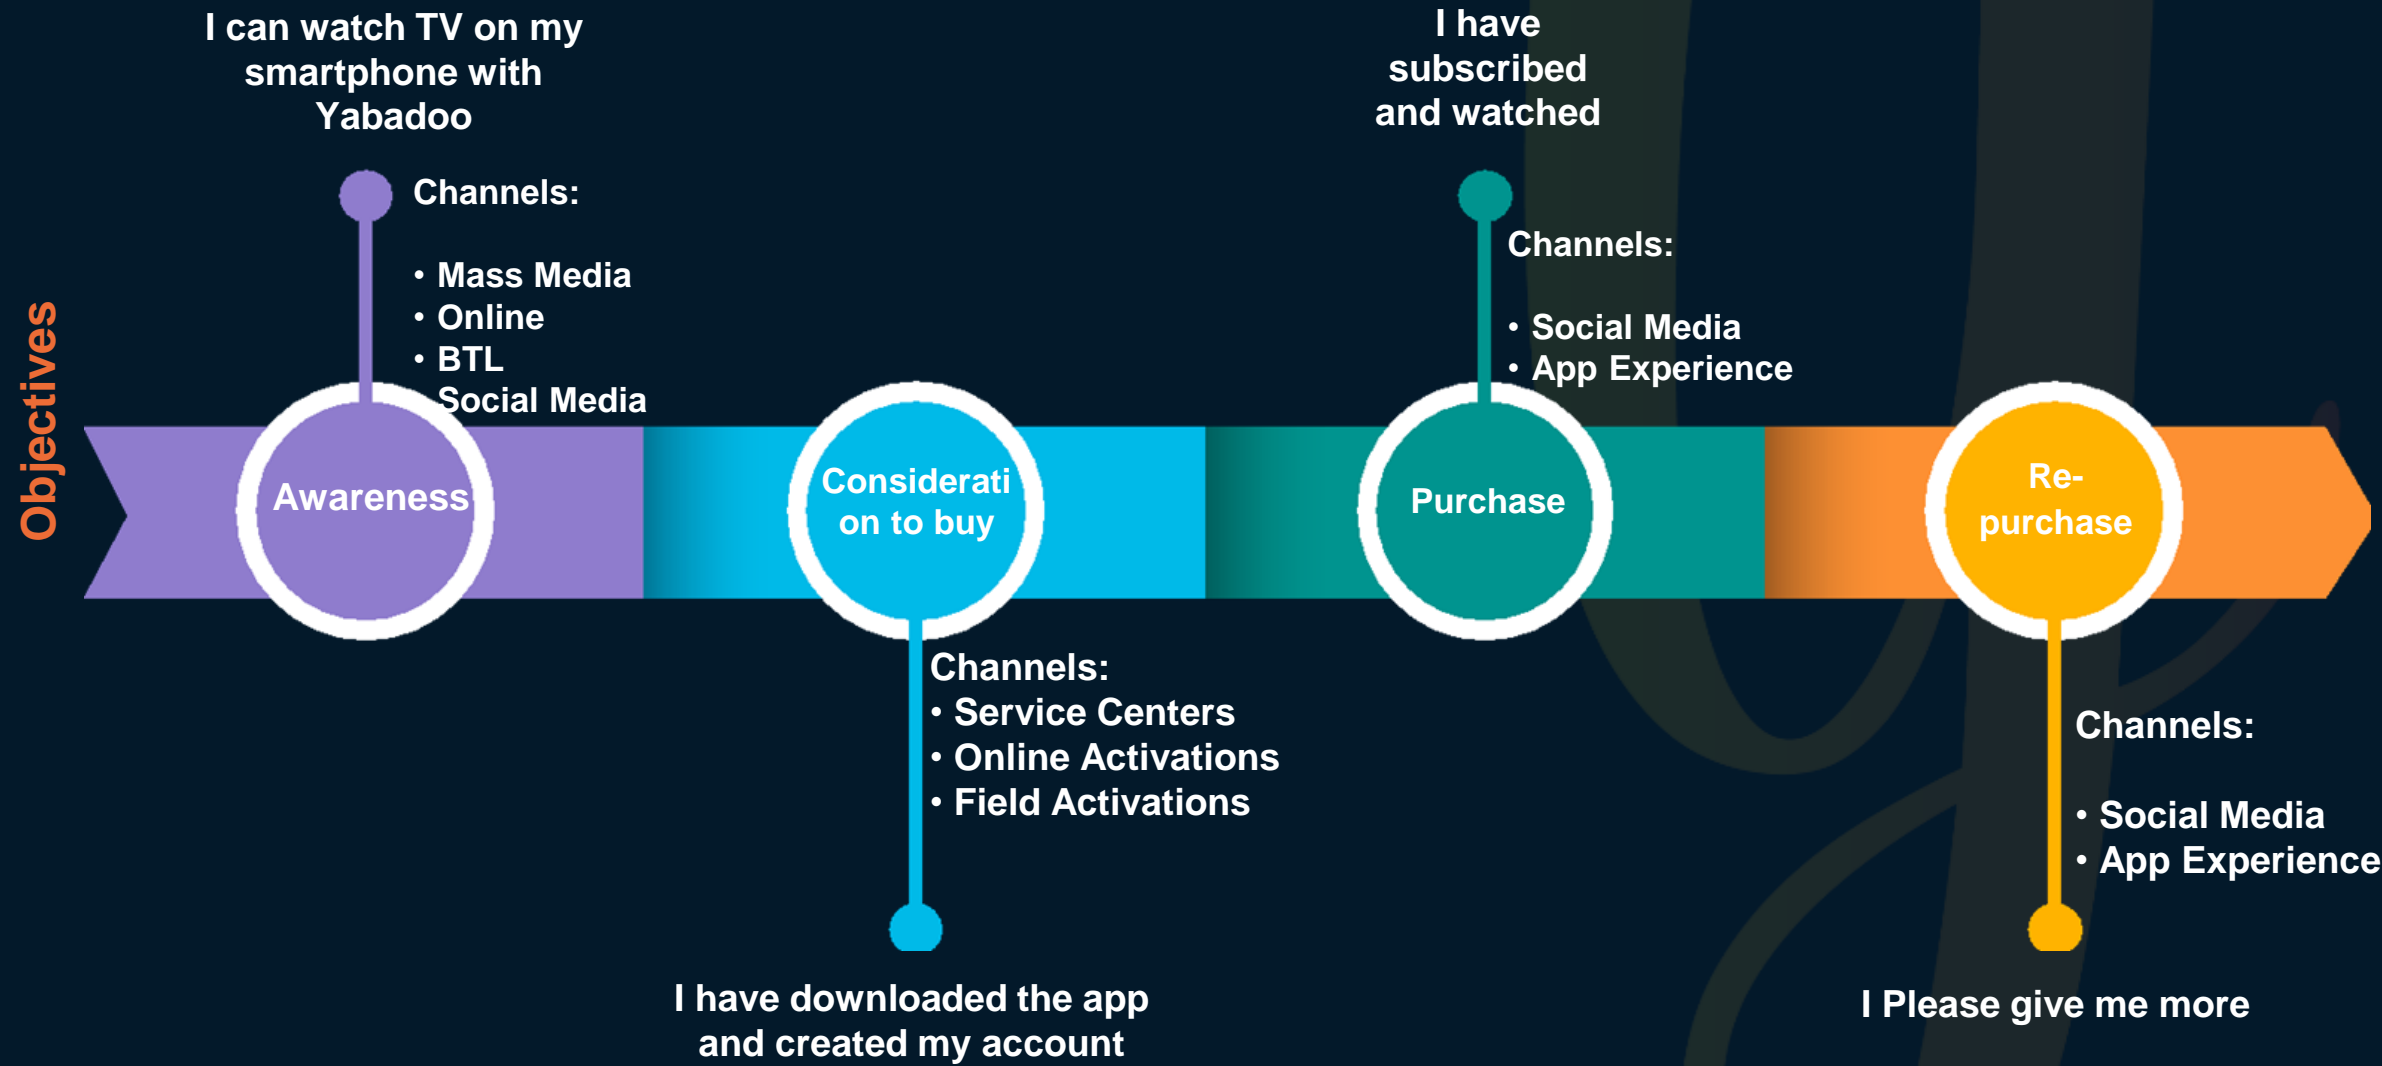 I can watch TV on my
smartphone with
Yabadoo
Channels:
• Mass Media
• Online
• BTL
Social Media
I have
subscribed
and watched
Channels:
• Social Media
• App Experience
Objectives
Awareness
Considerati
on to buy
Purchase
Re-
purchase
Channels:
• Service Centers
• Online Activations
• Field Activations
I have downloaded the app
and created my account
Channels:
• Social Media
• App Experience
I Please give me more